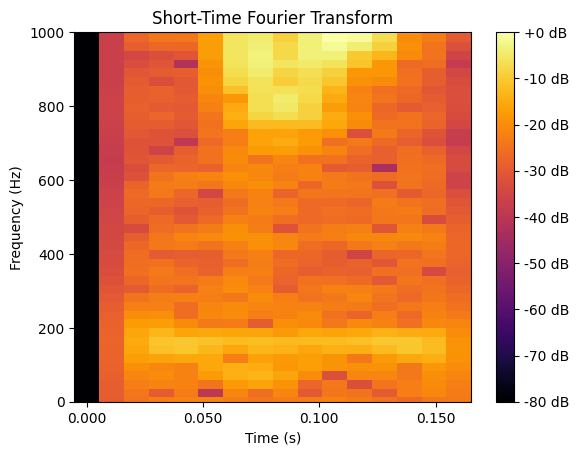 Short-Time Fourier Transform
1000
800
600
400
200
0
Frequency (Hz)
0.000
0.050
0.100
0.150
Time (s)
+0 dB
-10 dB
-20 dB
-30 dB
-40 dB
-50 dB
-60 dB
-70 dB
-80 dB